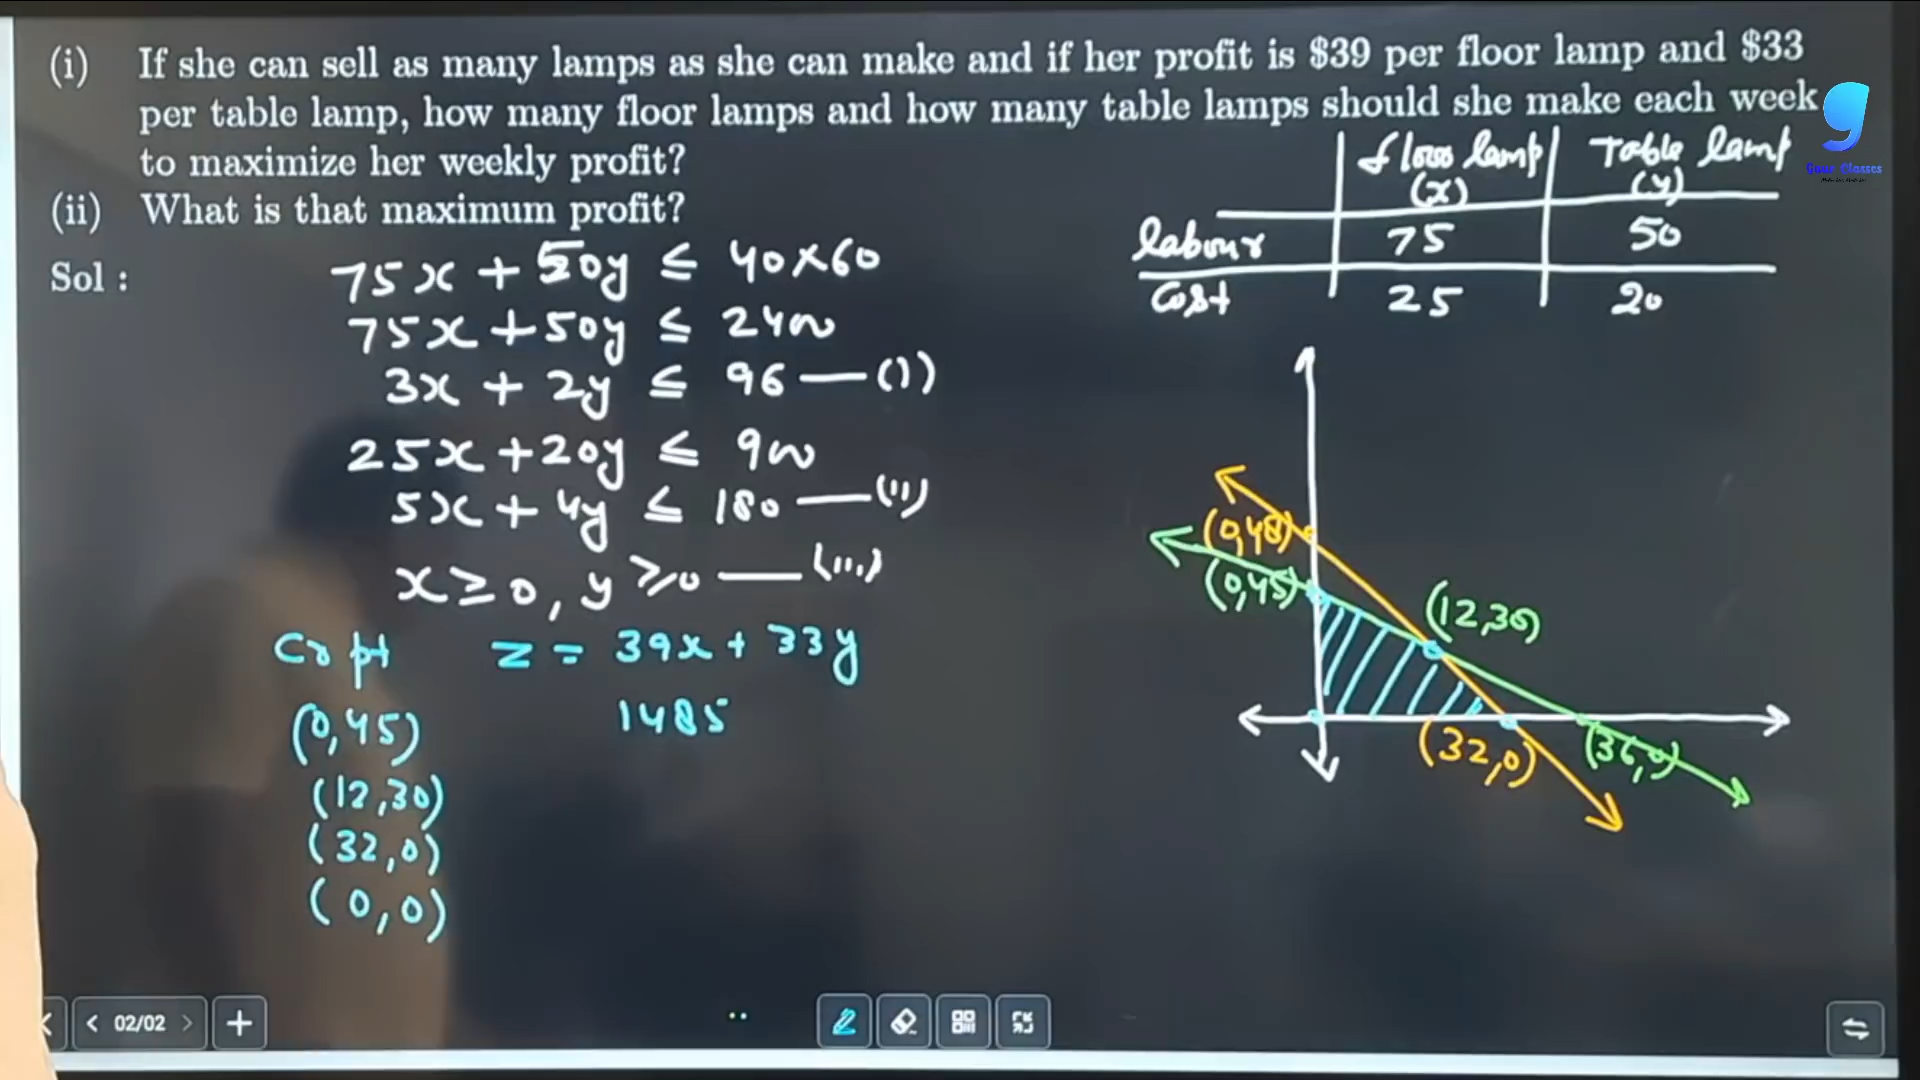 (i) If she can sell as many lamps as she can make and if her profit is $39 per floor lamp and $33
per table lamp, how many floor lamps and how many table lamps should she make each week
to maximize her weekly profit?
(ii) What is that maximum profit?
Sol :
75x + 50y ≤ 40×60
75x + 50y ≤ 2400
3x + 2y ≤ 96 — (i)
25x + 20y ≤ 900
5x + 4y ≤ 180 — (ii)
x ≥ 0, y ≥ 0 — (iii)
Cr pt z = 39x + 33y
(0,45) 1485
(12,30)
(32,0)
(0,0)
floor lamp Table lamp
(x) (y)
labour 75 50
Cost 25 20
(0,48)
(0,45)
(12,30)
(32,0)
(36,0)
Gaur Classes
02/02